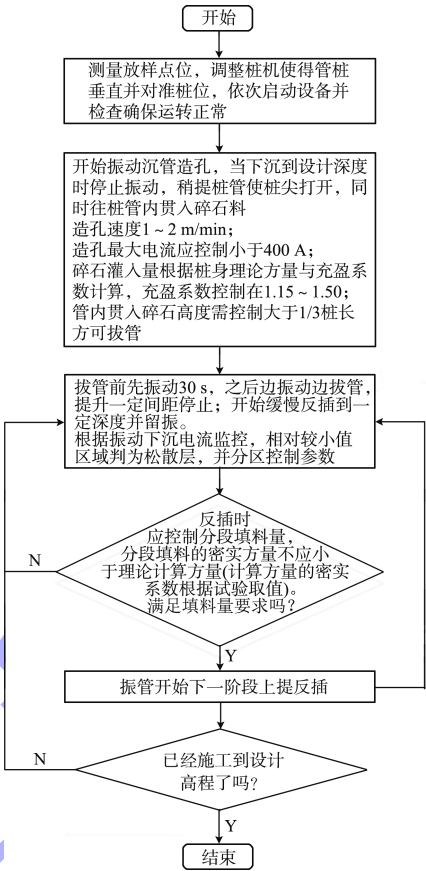 开始
测量放样点位，调整桩机使得管桩
垂直并对准桩位，依次启动设备并
检查确保运转正常
开始振动沉管造孔，当下沉到设计深度
时停止振动，稍提桩管使桩尖打开，同
时往桩管内贯入碎石料
造孔速度1～2 m/min；
造孔最大电流应控制小于400 A；
碎石灌入量根据桩身理论方量与充盈系
数计算，充盈系数控制在1.15～1.50；
管内贯入碎石高度需控制大于1/3桩长
方可拔管
拔管前先振动30 s，之后边振动边拔管，
提升一定间距停止；开始缓慢反插到一
定深度并留振。
根据振动下沉电流监控，相对较小值
区域判为松散层，并分区控制参数
反插时
应控制分段填料量，
分段填料的密实方量不应小
于理论计算方量(计算方量的密实
系数根据试验取值)。
满足填料量要求吗？
N
Y
振管开始下一阶段上提反插
已经施工到设计
高程了吗？
N
Y
结束